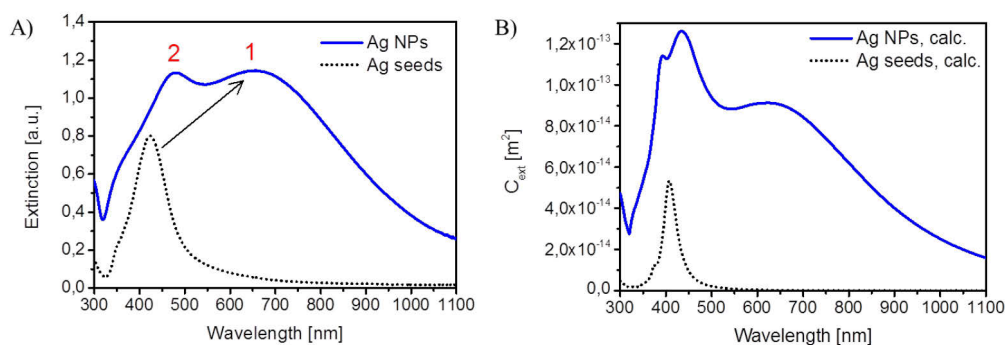 A)
1,4
1,2
1,0
0,8
0,6
0,4
0,2
0,0
Extinction [a.u.]
2
1
Ag NPs
Ag seeds
300 400 500 600 700 800 900 1000 1100
Wavelength [nm]
B)
1,2x10⁻¹³
1,0x10⁻¹³
8,0x10⁻¹⁴
6,0x10⁻¹⁴
4,0x10⁻¹⁴
2,0x10⁻¹⁴
0,0
C_ext [m²]
Ag NPs, calc.
Ag seeds, calc.
300 400 500 600 700 800 900 1000 1100
Wavelength [nm]